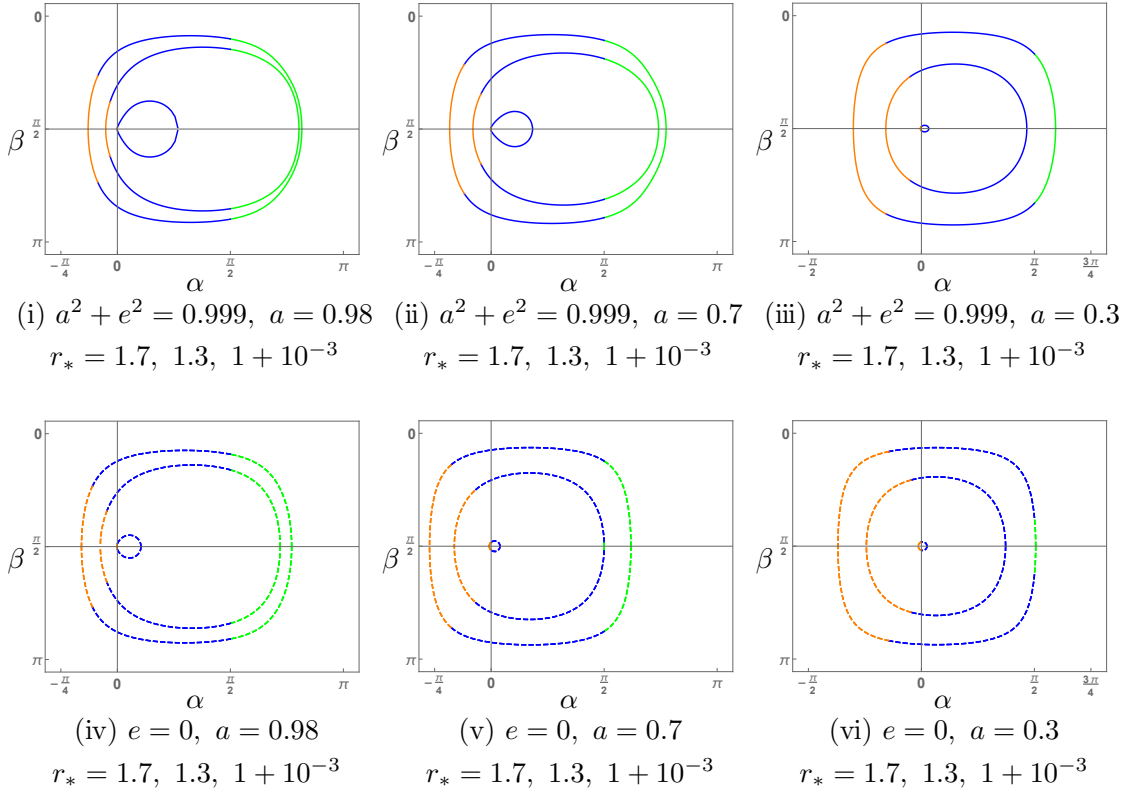 0
β π/2
π
−π/4 0 π/2 π
α
(i) a² + e² = 0.999, a = 0.98
r∗ = 1.7, 1.3, 1 + 10⁻³
0
β π/2
π
−π/4 0 π/2 π
α
(ii) a² + e² = 0.999, a = 0.7
r∗ = 1.7, 1.3, 1 + 10⁻³
0
β π/2
π
−π/2 0 π/2 3π/4
α
(iii) a² + e² = 0.999, a = 0.3
r∗ = 1.7, 1.3, 1 + 10⁻³
0
β π/2
π
−π/4 0 π/2 π
α
(iv) e = 0, a = 0.98
r∗ = 1.7, 1.3, 1 + 10⁻³
0
β π/2
π
−π/4 0 π/2 π
α
(v) e = 0, a = 0.7
r∗ = 1.7, 1.3, 1 + 10⁻³
0
β π/2
π
−π/2 0 π/2 3π/4
α
(vi) e = 0, a = 0.3
r∗ = 1.7, 1.3, 1 + 10⁻³